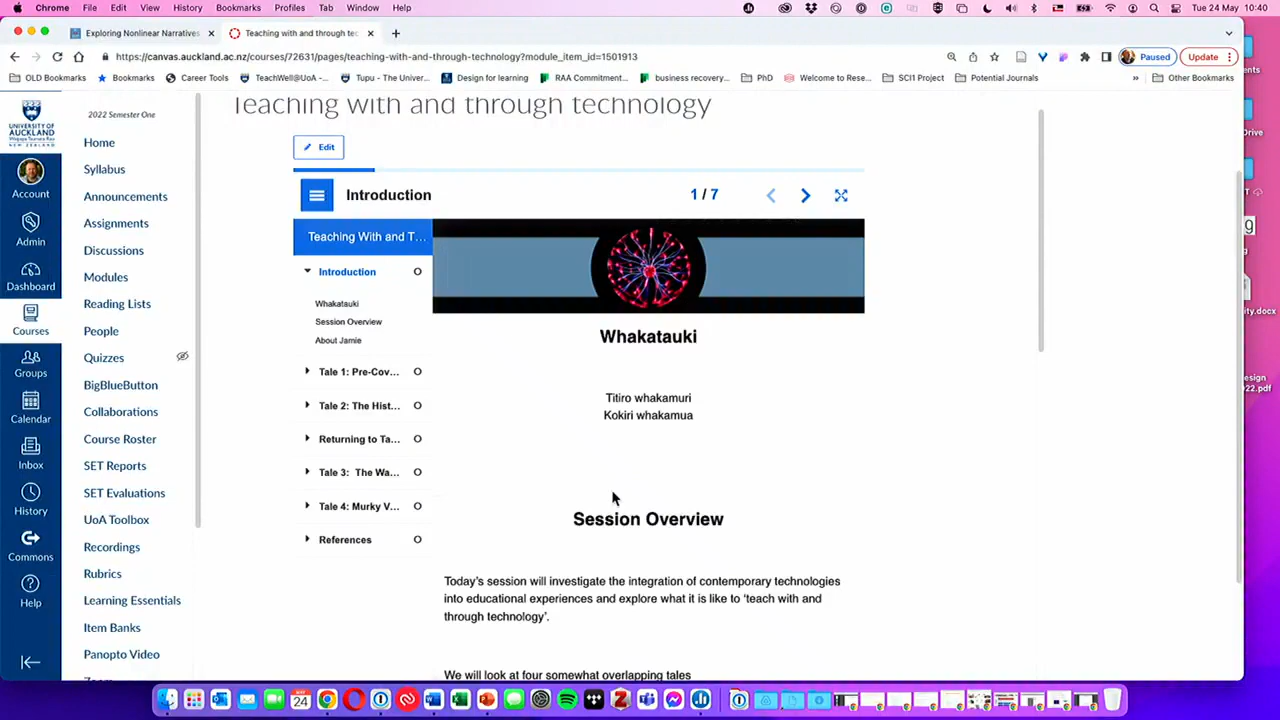 Chrome File Edit View History Bookmarks Profiles Tab Window Help
Tue 24 May 10:40
Exploring Nonlinear Narratives
Teaching with and through tec
https://canvas.auckland.ac.nz/courses/72631/pages/teaching-with-and-through-technology?module_item_id=1501913
Paused
Update
OLD Bookmarks
Bookmarks
Career Tools
TeachWell@UoA -...
Tupu - The Univer...
Design for learning
RAA Commitment...
business recovery...
PhD
Welcome to Rese...
SCI1 Project
Potential Journals
Other Bookmarks
UNIVERSITY OF
AUCKLAND
NEW ZEALAND
Account
Admin
Dashboard
Courses
Groups
Calendar
Inbox
History
Commons
Help
2022 Semester One
Home
Syllabus
Announcements
Assignments
Discussions
Modules
Reading Lists
People
Quizzes
BigBlueButton
Collaborations
Course Roster
SET Reports
SET Evaluations
UoA Toolbox
Recordings
Rubrics
Learning Essentials
Item Banks
Panopto Video
Zoom
Teaching with and through technology
Edit
Introduction
1 / 7
Teaching With and T...
Introduction
Whakatauki
Session Overview
About Jamie
Tale 1: Pre-Cov...
Tale 2: The Hist...
Returning to Ta...
Tale 3: The Wa...
Tale 4: Murky V...
References
Whakatauki
Titiro whakamuri
Kokiri whakamua
Session Overview
Today's session will investigate the integration of contemporary technologies
into educational experiences and explore what it is like to 'teach with and
through technology'.
We will look at four somewhat overlapping tales